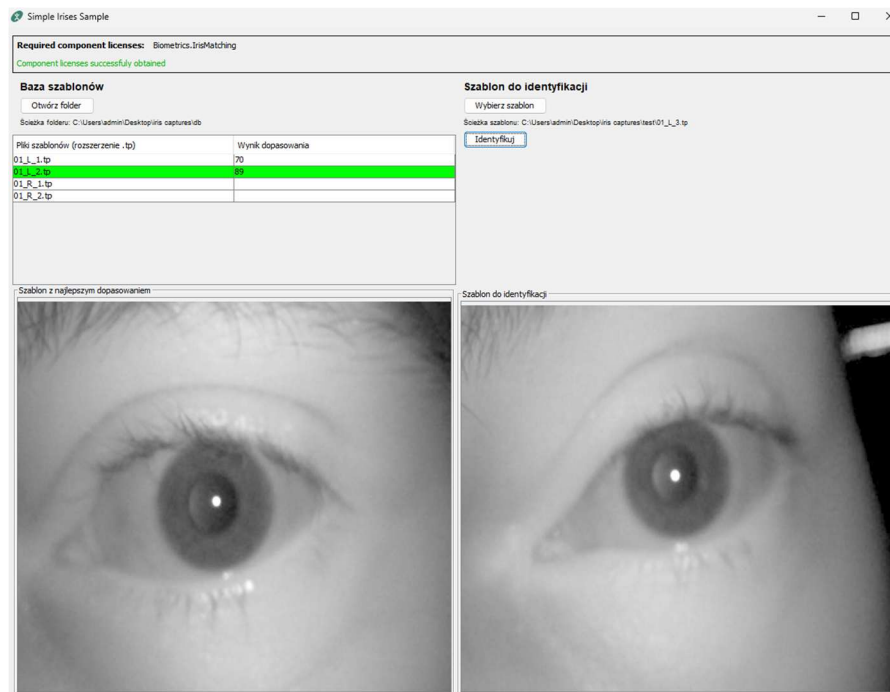 Simple Irises Sample
Required component licenses: Biometrics.IrisMatching
Component licenses successfuly obtained
Baza szablonów
Otwórz folder
Ścieżka folderu: C:\Users\admin\Desktop\iris captures\db
Pliki szablonów (rozszerzenie .tp) Wynik dopasowania
01_L_1.tp 70
01_L_2.tp 89
01_R_1.tp
01_R_2.tp
Szablon do identyfikacji
Wybierz szablon
Ścieżka szablonu: C:\Users\admin\Desktop\iris captures\test\01_L_3.tp
Identyfikuj
Szablon z najlepszym dopasowaniem
Szablon do identyfikacji